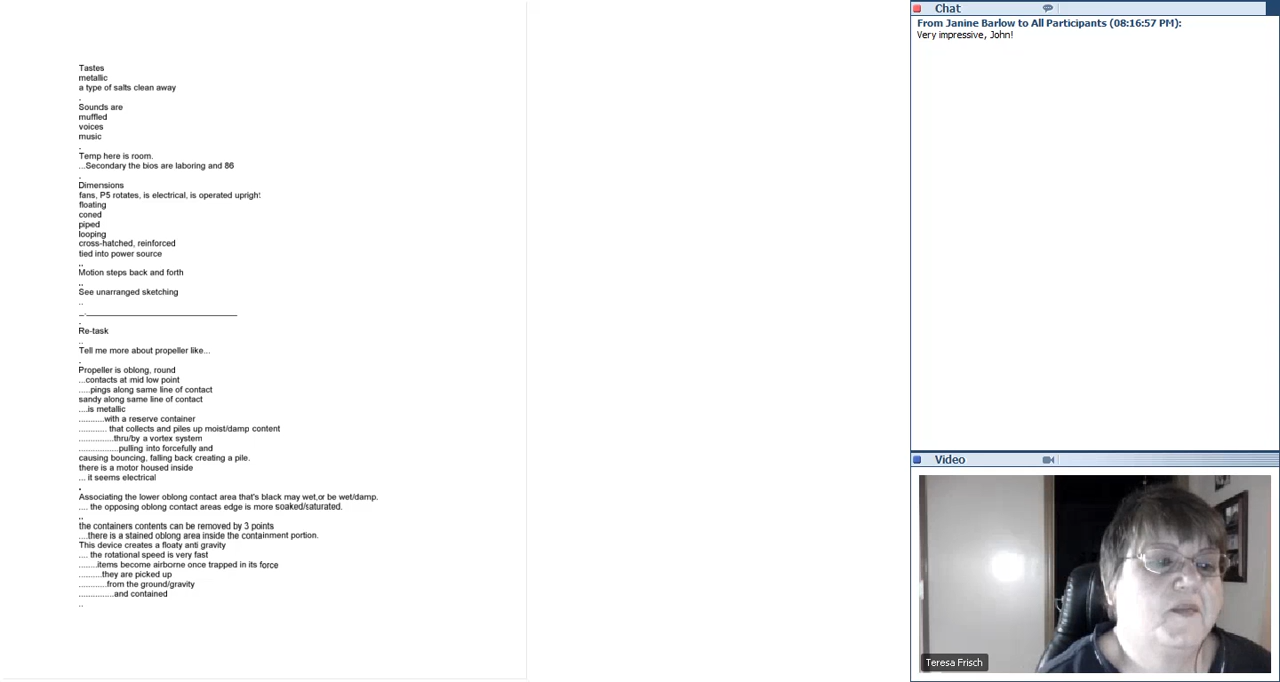 Tastes
metallic
a type of salts clean away
.
Sounds are
muffled
voices
music
.
Temp here is room.
...Secondary the bios are laboring and 86
.
Dimensions
fans, P5 rotates, is electrical, is operated upright
floating
coned
piped
looping
cross-hatched, reinforced
tied into power source
,,
Motion steps back and forth
,,
See unarranged sketching
..
_.________________________________
.
Re-task
..
Tell me more about propeller like...
.
Propeller is oblong, round
...contacts at mid low point
.....pings along same line of contact
sandy along same line of contact
....is metallic
...........with a reserve container
............ that collects and piles up moist/damp content
...............thru/by a vortex system
.................pulling into forcefully and
causing bouncing, falling back creating a pile.
there is a motor housed inside
... it seems electrical
.
Associating the lower oblong contact area that's black may wet,or be wet/damp.
.... the opposing oblong contact areas edge is more soaked/saturated.
,,
the containers contents can be removed by 3 points
....there is a stained oblong area inside the containment portion.
This device creates a floaty anti gravity
.... the rotational speed is very fast
........items become airborne once trapped in its force
..........they are picked up
............from the ground/gravity
...............and contained
..
Chat
From Janine Barlow to All Participants (08:16:57 PM):
Very impressive, John!
Video
Teresa Frisch